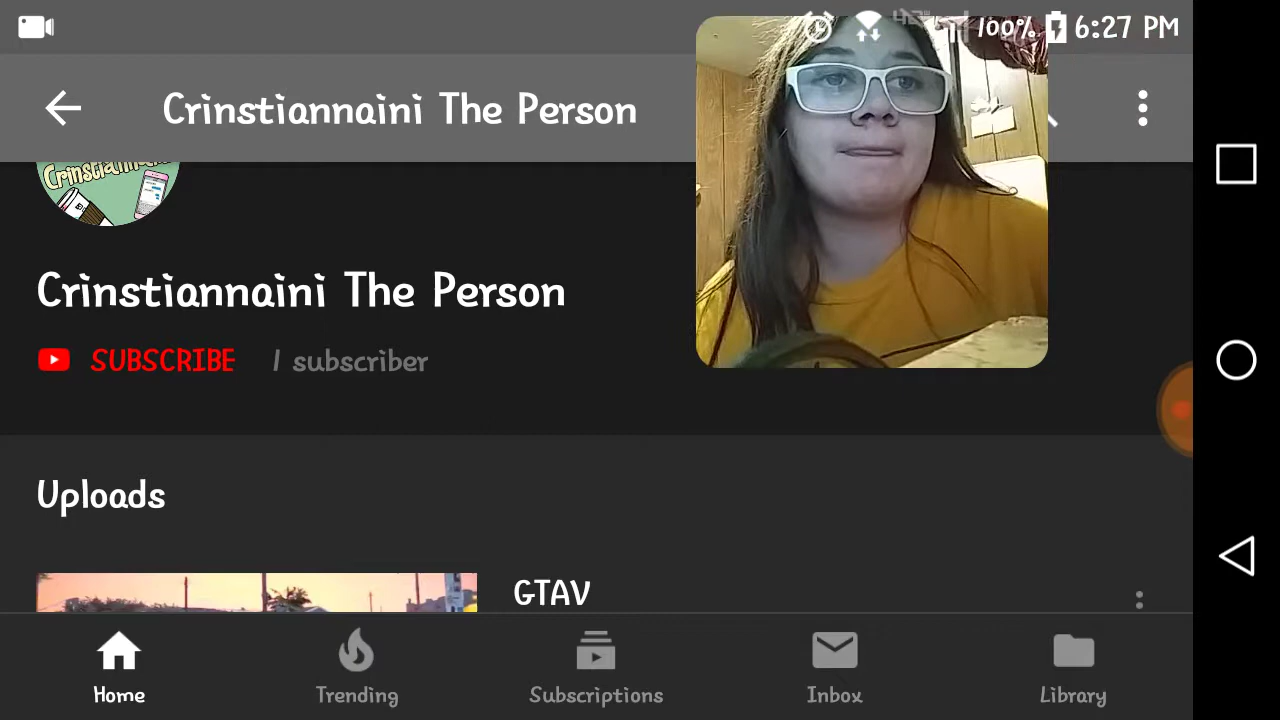 100% 6:27 PM
Crinstiannaini The Person
Crinstiannaini The Person
SUBSCRIBE 1 subscriber
Uploads
GTAV
Home Trending Subscriptions Inbox Library